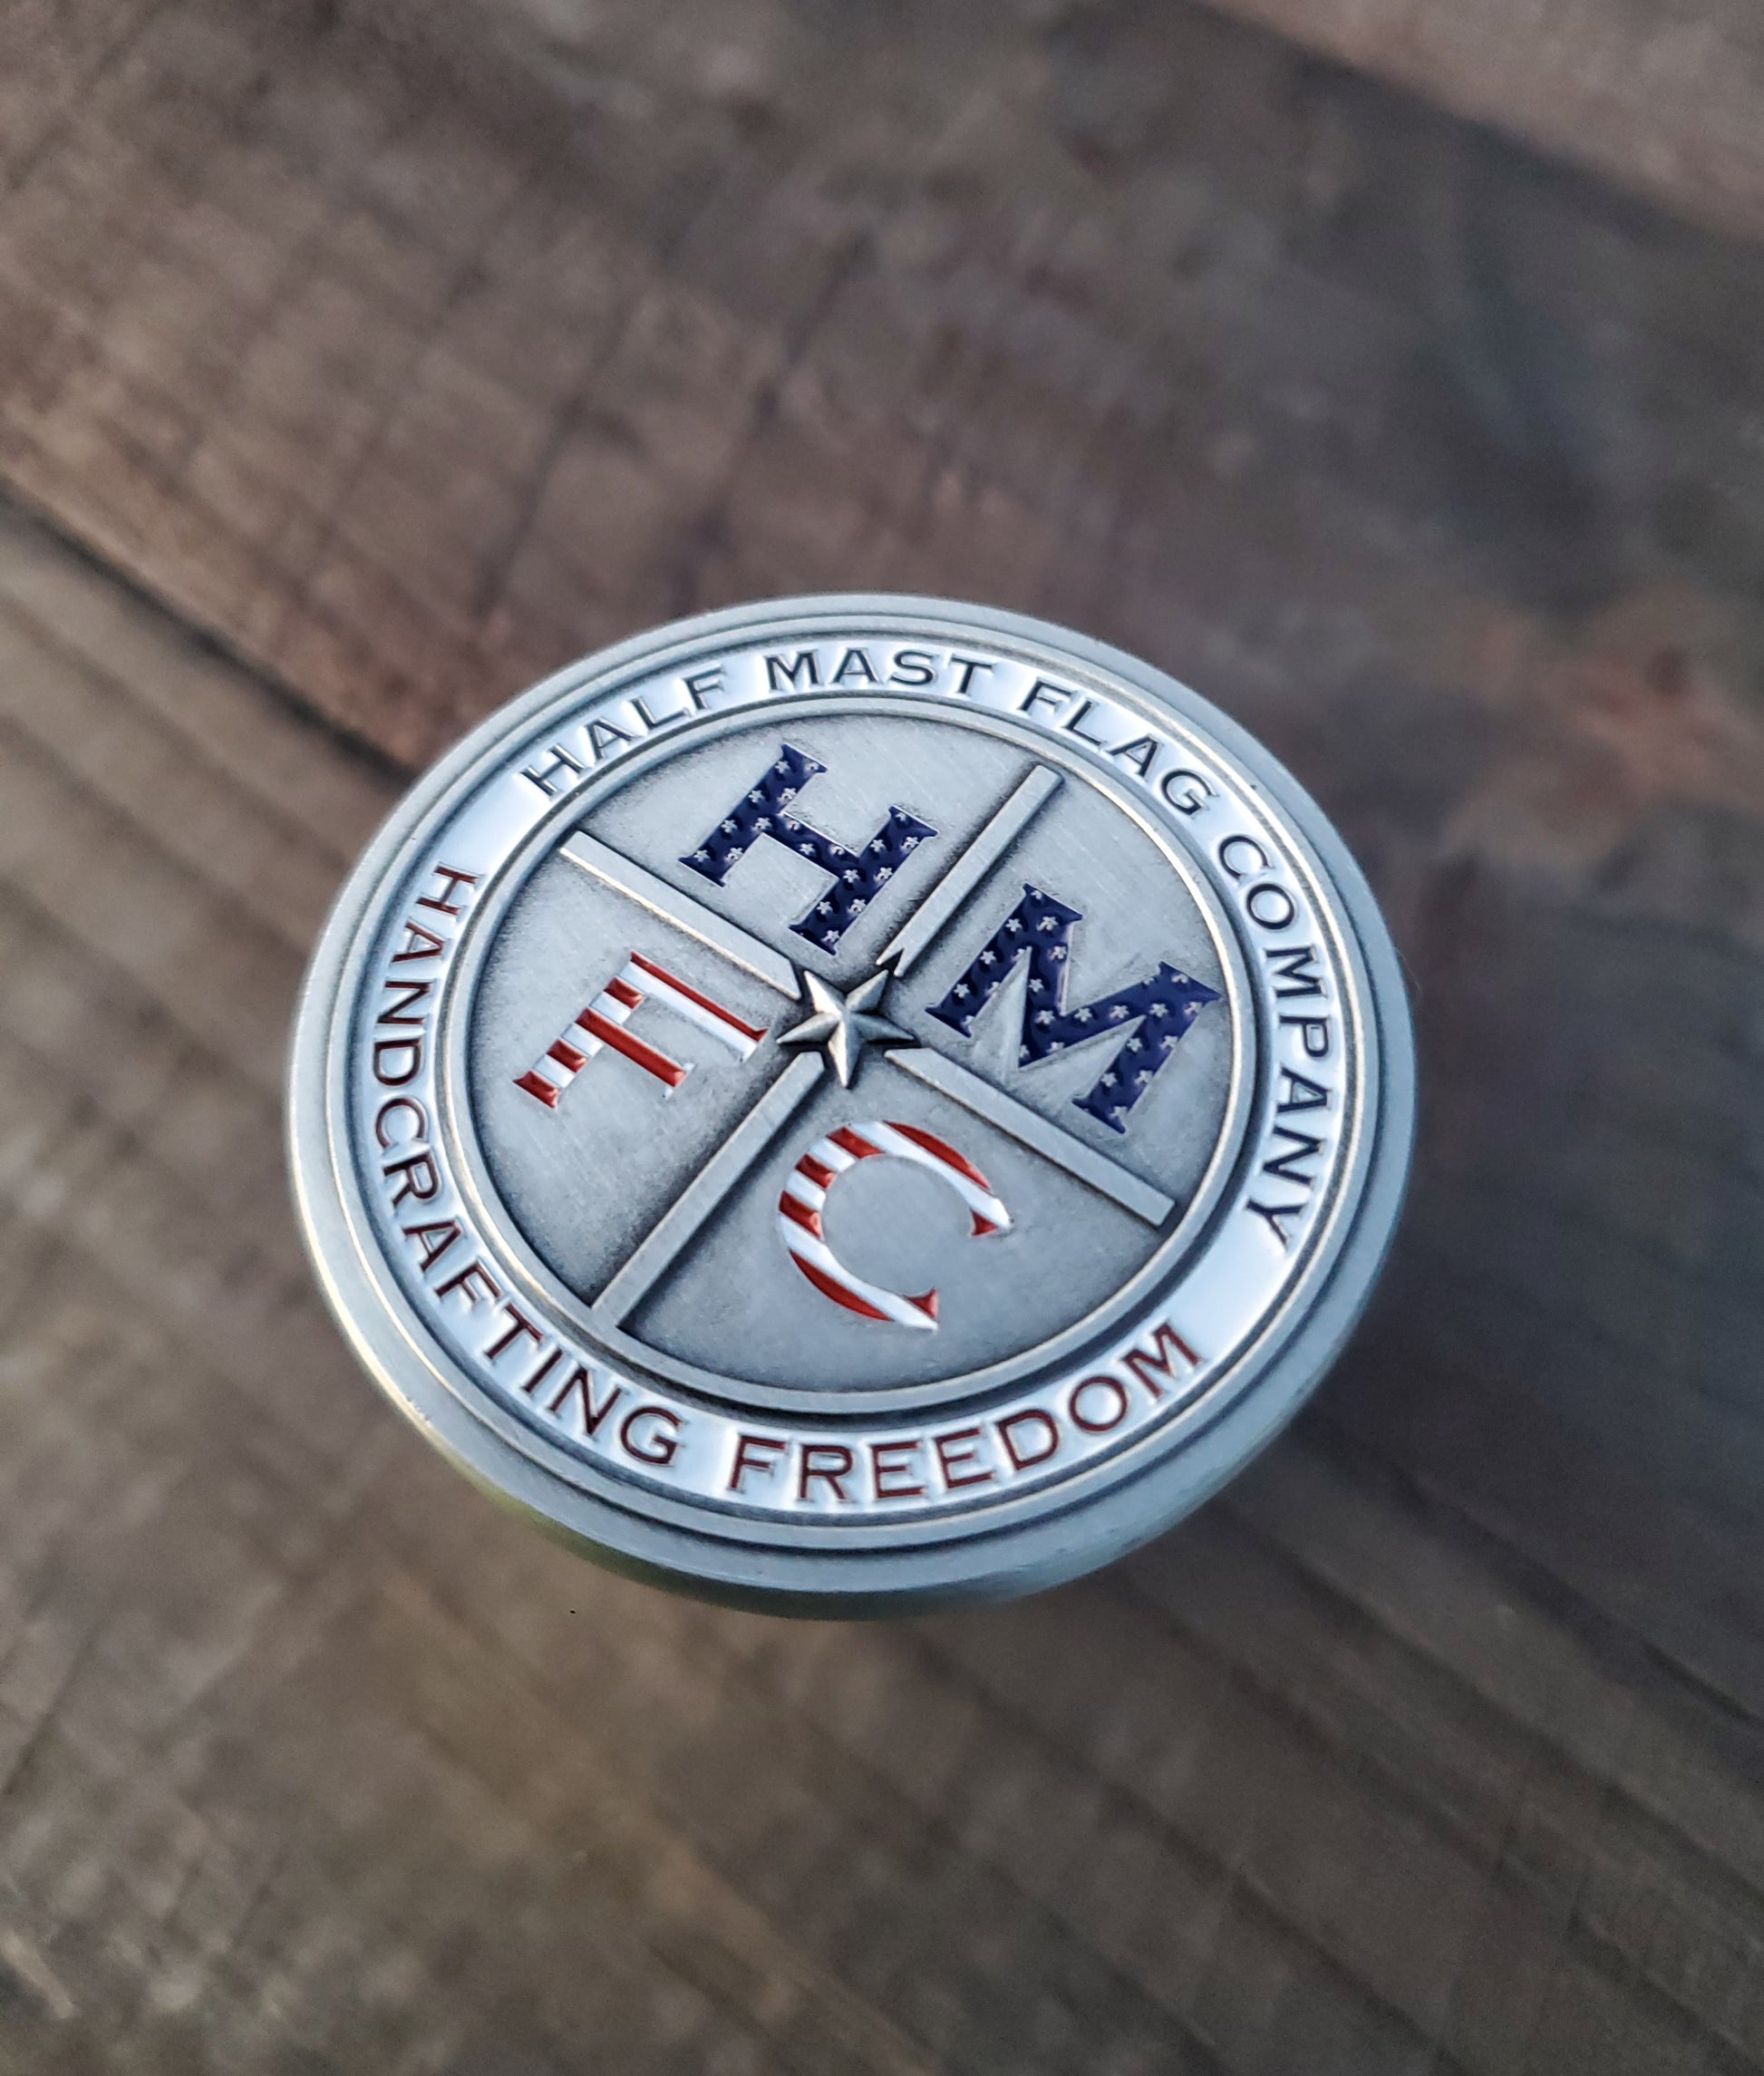 HALF MAST FLAG COMPANY
H M
F C
HANDCRAFTING FREEDOM